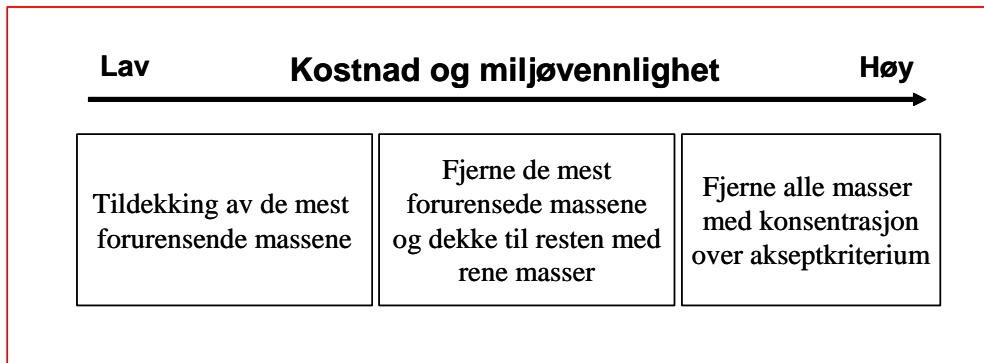 Lav Kostnad og miljøvennlighet Høy
Tildekking av de mest
forurensende massene
Fjerne de mest
forurensede massene
og dekke til resten med
rene masser
Fjerne alle masser
med konsentrasjon
over akseptkriterium